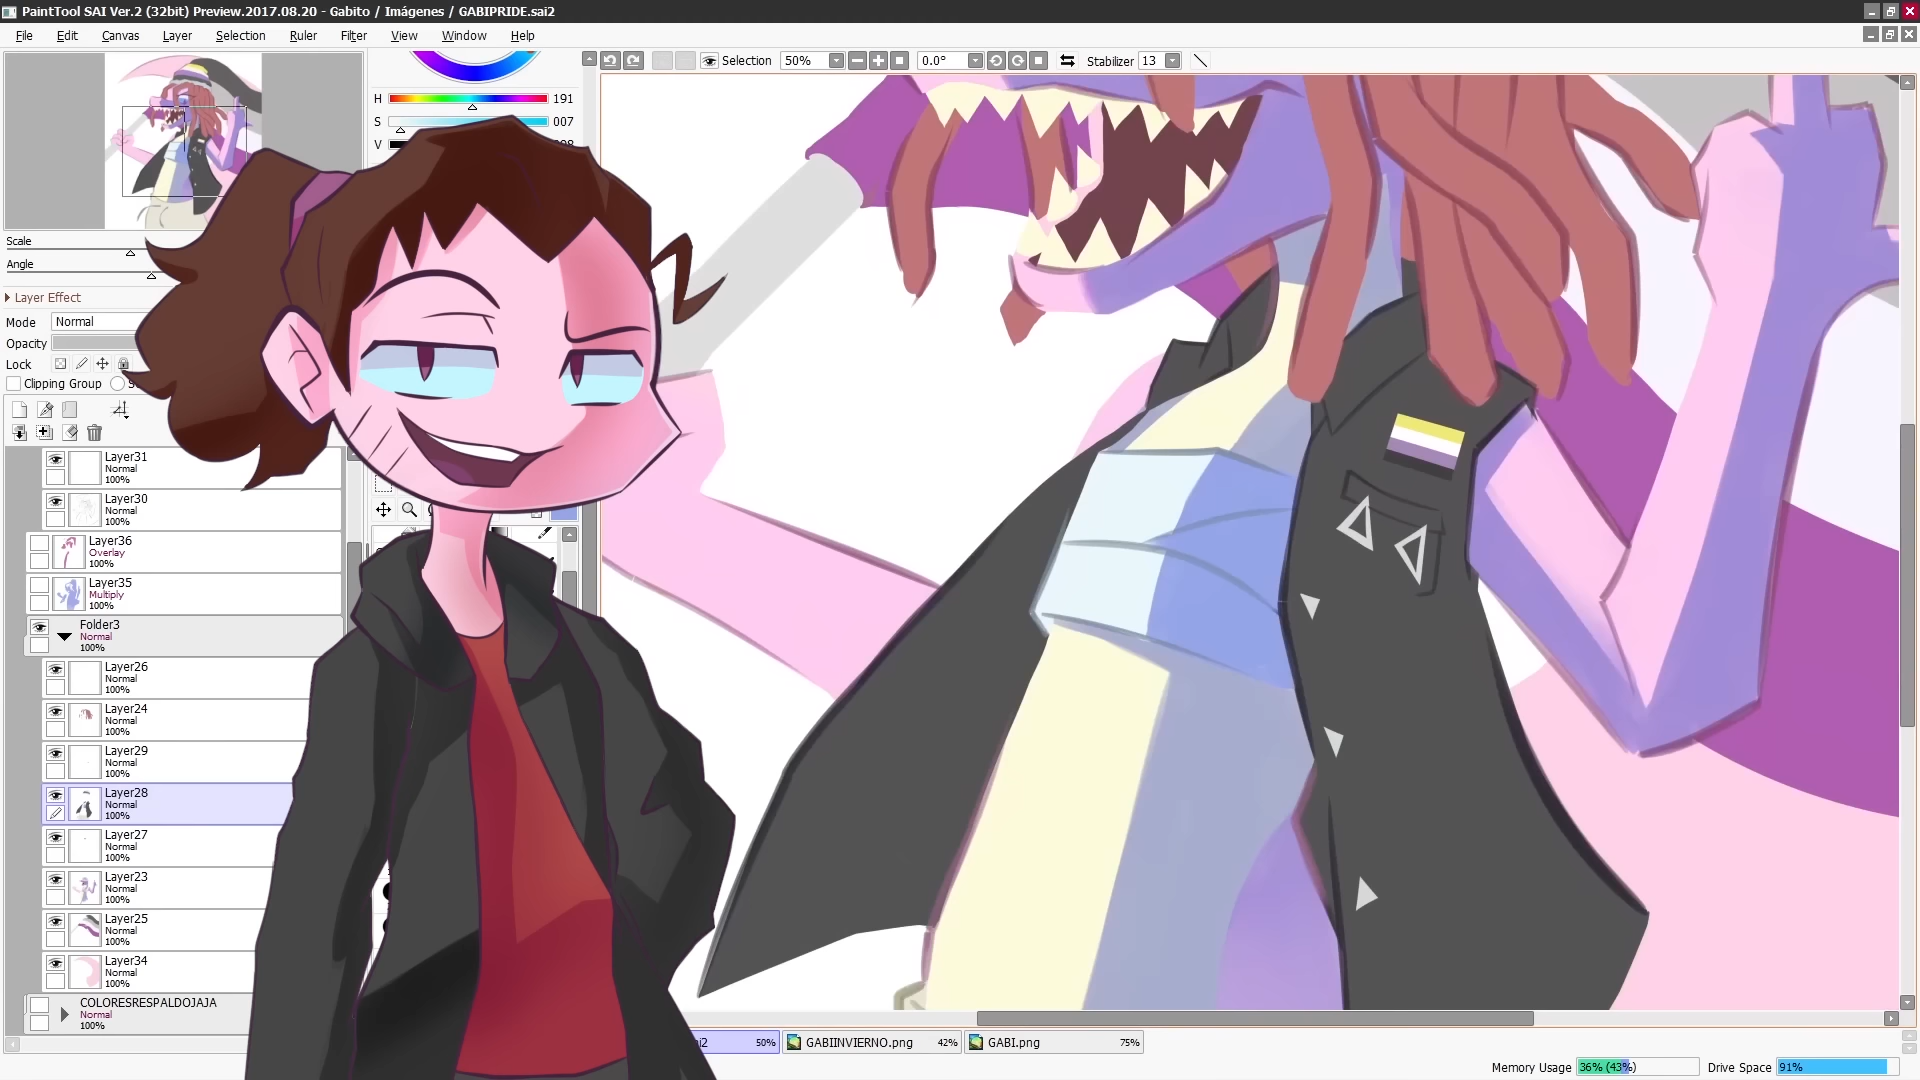 PaintTool SAI Ver.2 (32bit) Preview.2017.08.20 - Gabito / Imágenes / GABIPRIDE.sai2
File Edit Canvas Layer Selection Ruler Filter View Window Help
Selection 50% 0.0° Stabilizer 13
H 191
S 007
V
Scale
Angle
Layer Effect
Mode Normal
Opacity
Lock
Clipping Group
Layer31
Normal
100%
Layer30
Normal
100%
Layer36
Overlay
100%
Layer35
Multiply
100%
Folder3
Normal
100%
Layer26
Normal
100%
Layer24
Normal
100%
Layer29
Normal
100%
Layer28
Normal
100%
Layer27
Normal
100%
Layer23
Normal
100%
Layer25
Normal
100%
Layer34
Normal
100%
COLORESRESPALDOJAJA
Normal
100%
50% GABIINVIERNO.png 42% GABI.png 75%
Memory Usage 36% (43%) Drive Space 91%